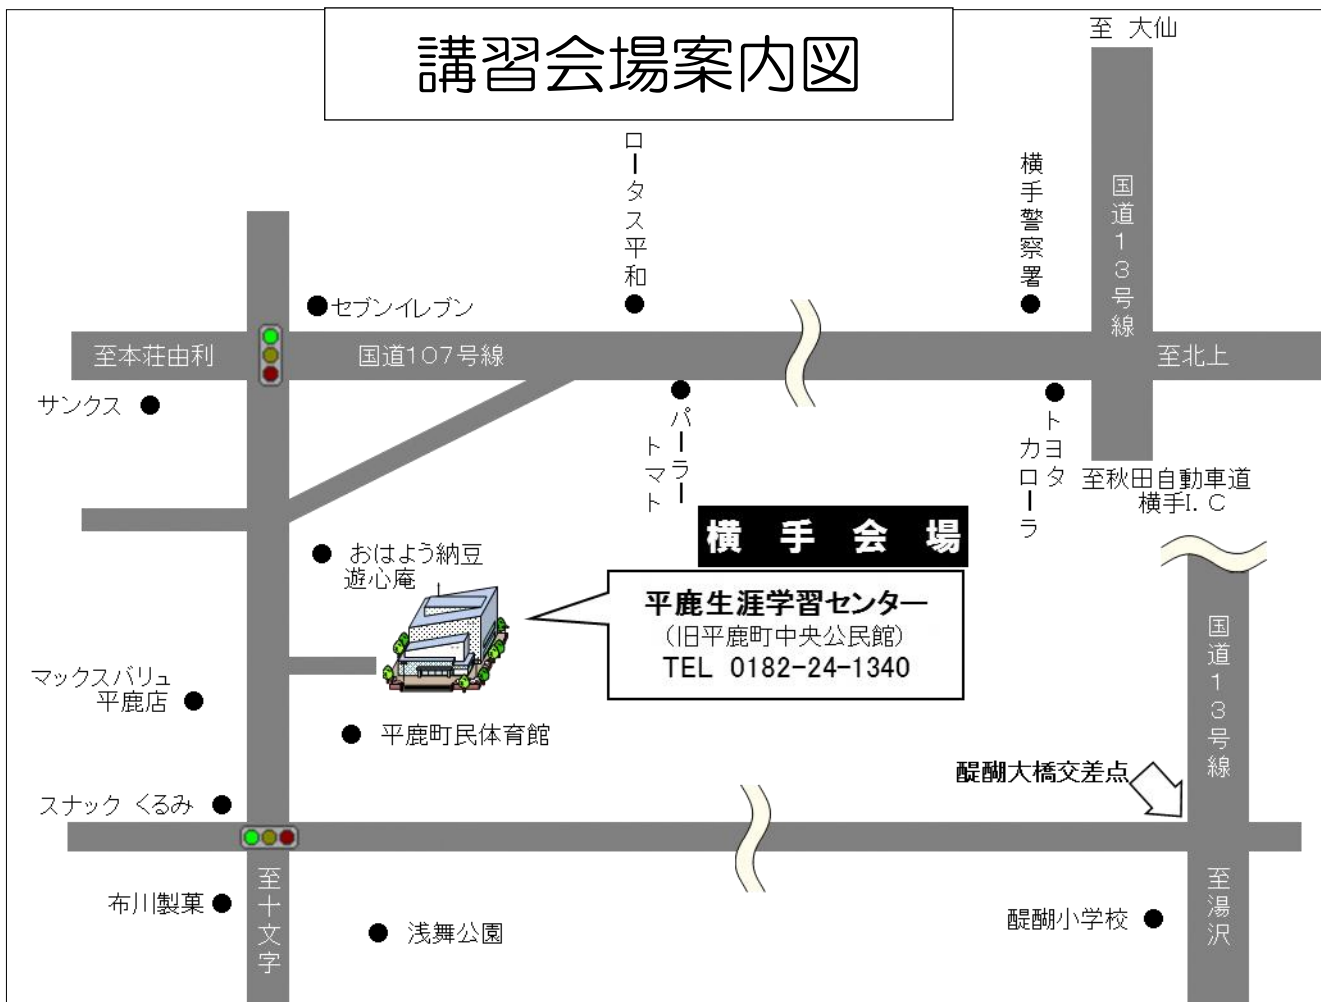 講習会場案内図
至 大仙
国道13号線
ロータス平和
横手警察署
セブンイレブン
至本荘由利
国道107号線
至北上
サンクス
パーラー
トマト
トヨタ
カローラ
至秋田自動車道
横手I.C
横手会場
おはよう納豆
遊心庵
平鹿生涯学習センター
(旧平鹿町中央公民館)
TEL 0182-24-1340
国道13号線
マックスバリュ
平鹿店
平鹿町民体育館
醍醐大橋交差点
スナック くるみ
布川製菓
至十文字
浅舞公園
醍醐小学校
至湯沢